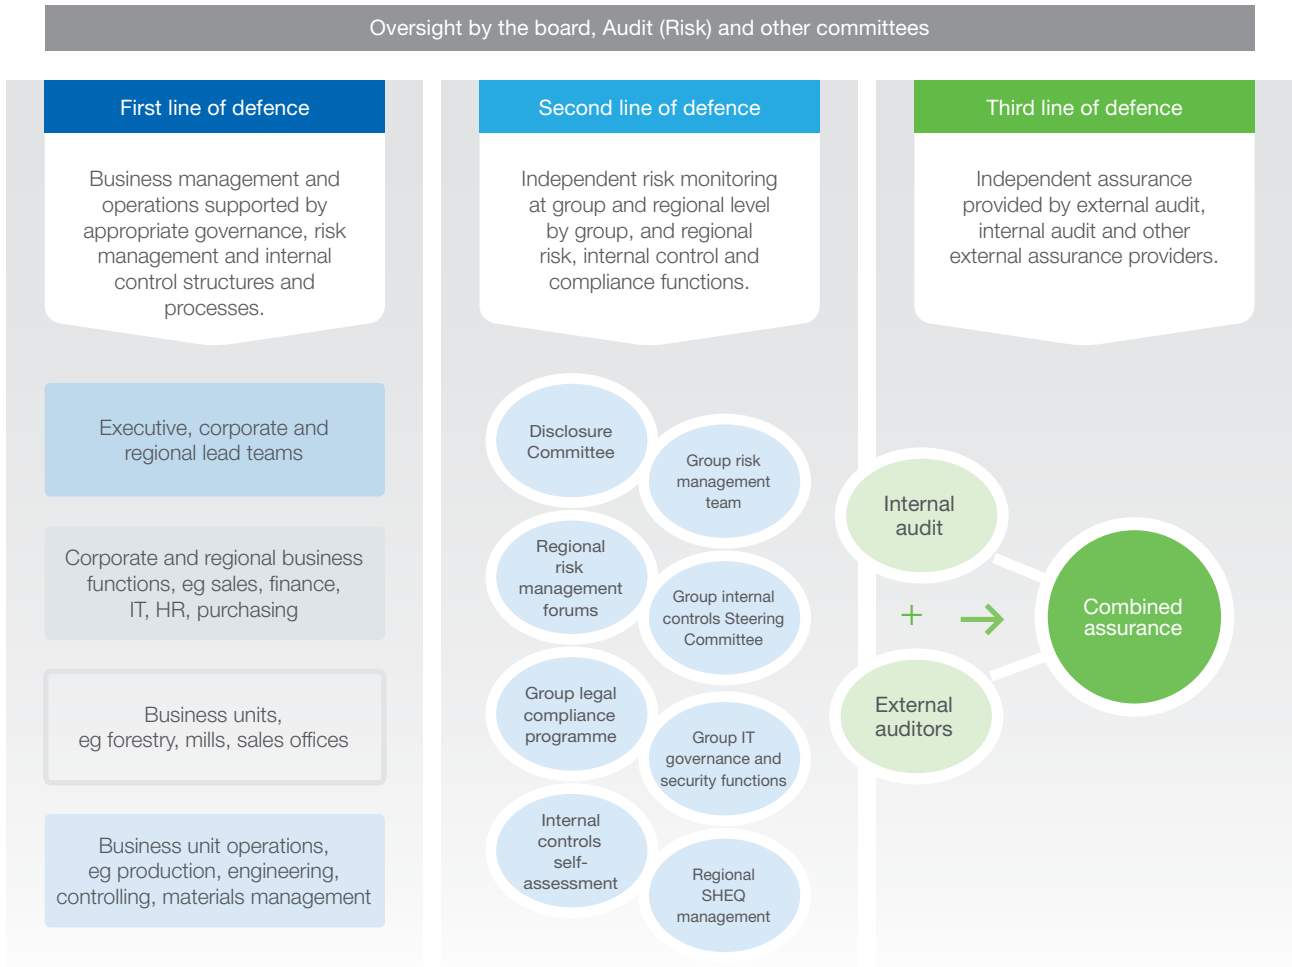 Oversight by the board, Audit (Risk) and other committees
First line of defence
Business management and
operations supported by
appropriate governance, risk
management and internal
control structures and
processes.
Executive, corporate and
regional lead teams
Corporate and regional business
functions, eg sales, finance,
IT, HR, purchasing
Business units,
eg forestry, mills, sales offices
Business unit operations,
eg production, engineering,
controlling, materials management
Second line of defence
Independent risk monitoring
at group and regional level
by group, and regional
risk, internal control and
compliance functions.
Disclosure
Committee
Group risk
management
team
Regional
risk
management
forums
Group internal
controls Steering
Committee
Group legal
compliance
programme
Group IT
governance and
security functions
Internal
controls
self-
assessment
Regional
SHEQ
management
Third line of defence
Independent assurance
provided by external audit,
internal audit and other
external assurance providers.
Internal
audit
+
External
auditors
Combined
assurance